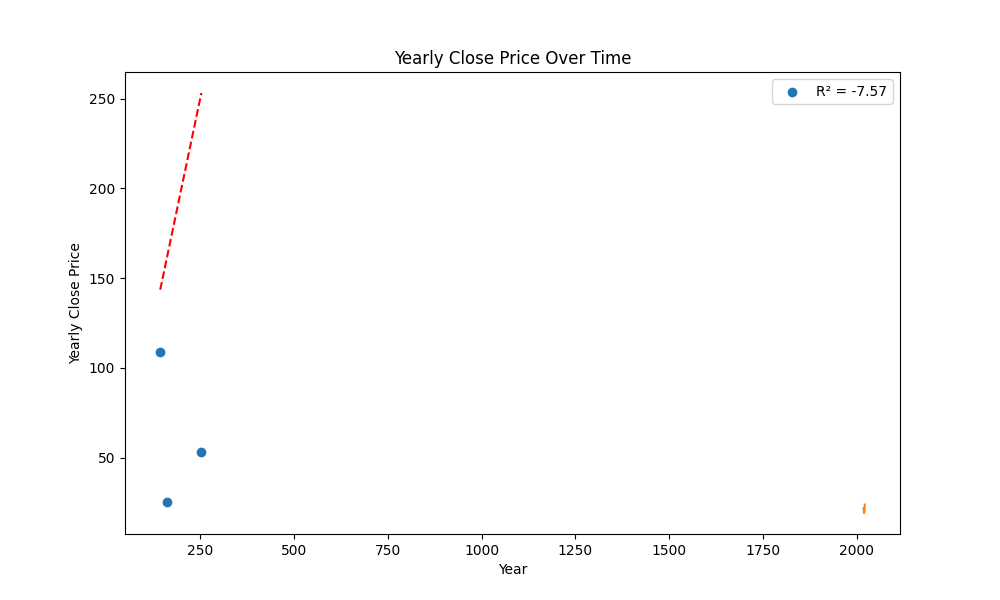 Yearly Close Price Over Time
R² = -7.57
250
200
150
100
50
Yearly Close Price
250 500 750 1000 1250 1500 1750 2000
Year